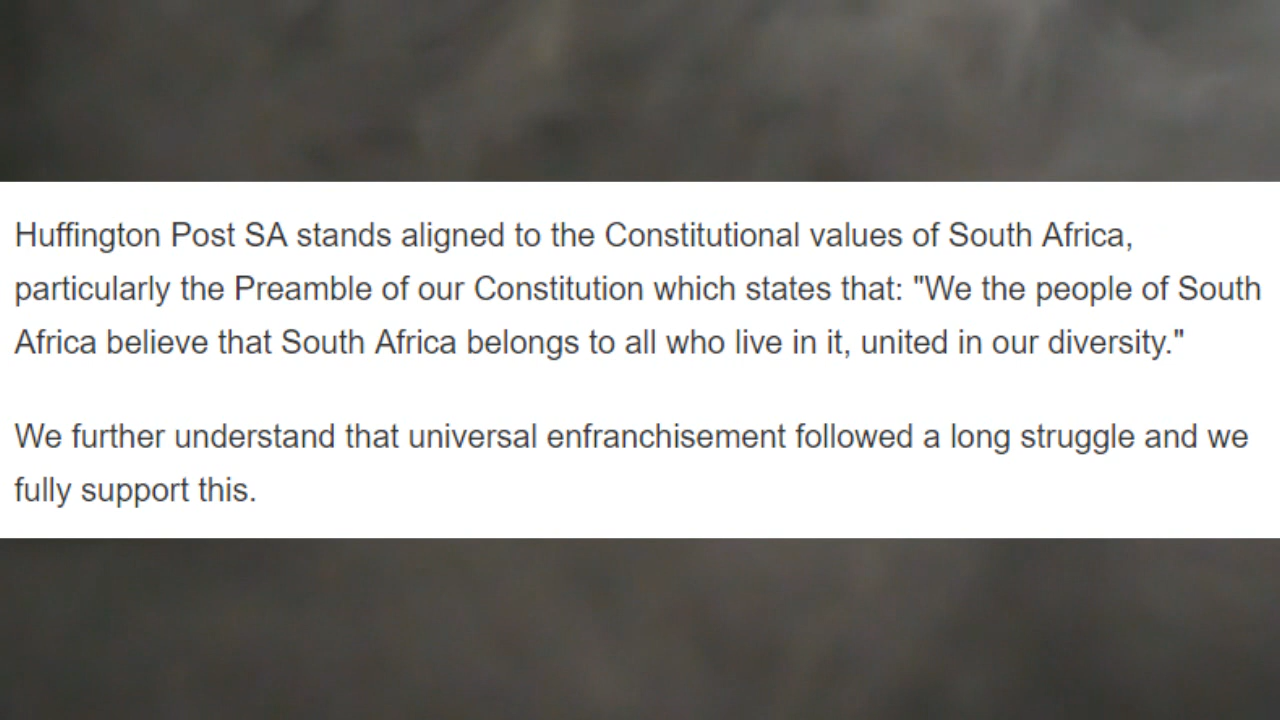 Huffington Post SA stands aligned to the Constitutional values of South Africa,
particularly the Preamble of our Constitution which states that: "We the people of South
Africa believe that South Africa belongs to all who live in it, united in our diversity."
We further understand that universal enfranchisement followed a long struggle and we
fully support this.